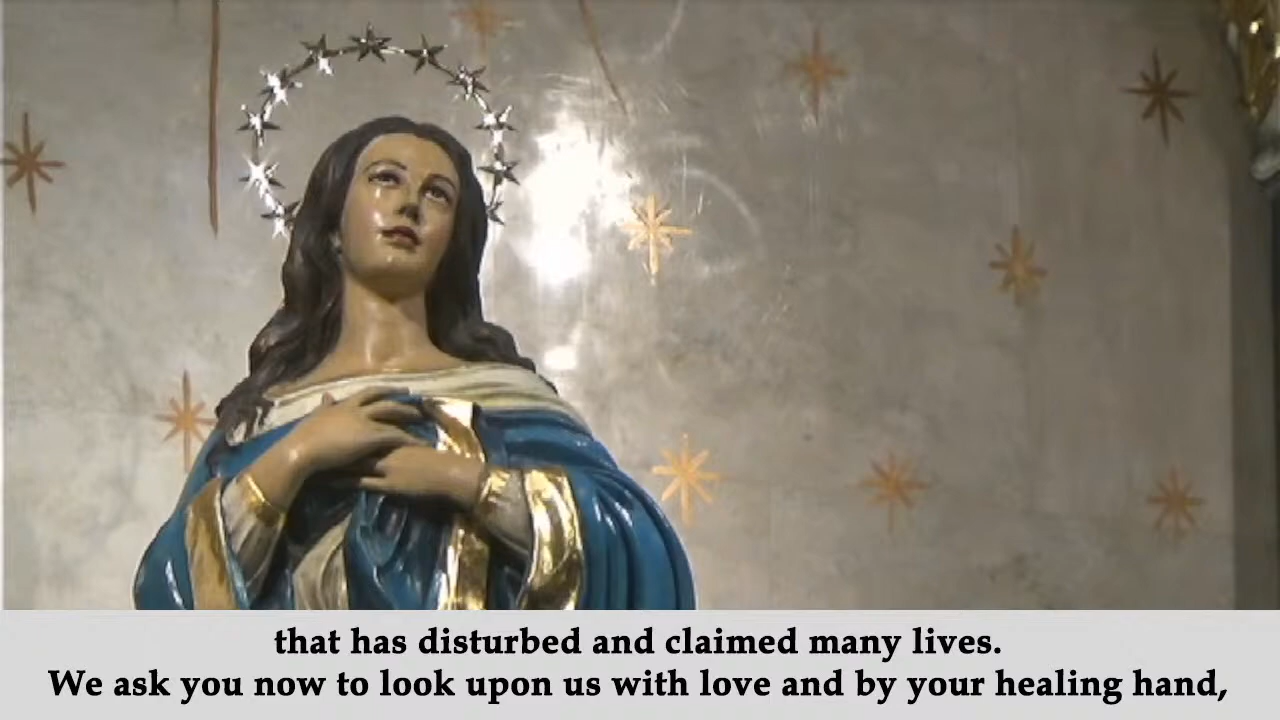 that has disturbed and claimed many lives.
We ask you now to look upon us with love and by your healing hand,